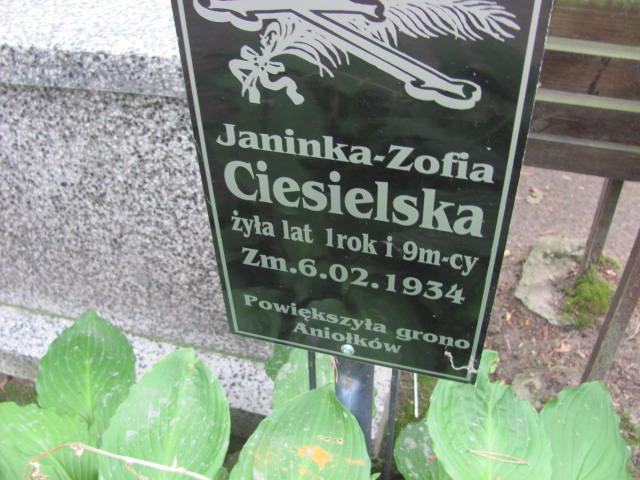 Janinka-Zofia
Ciesielska
żyła lat 1rok i 9m-cy
Zm.6.02.1934
Powiększyła grono
Aniołków